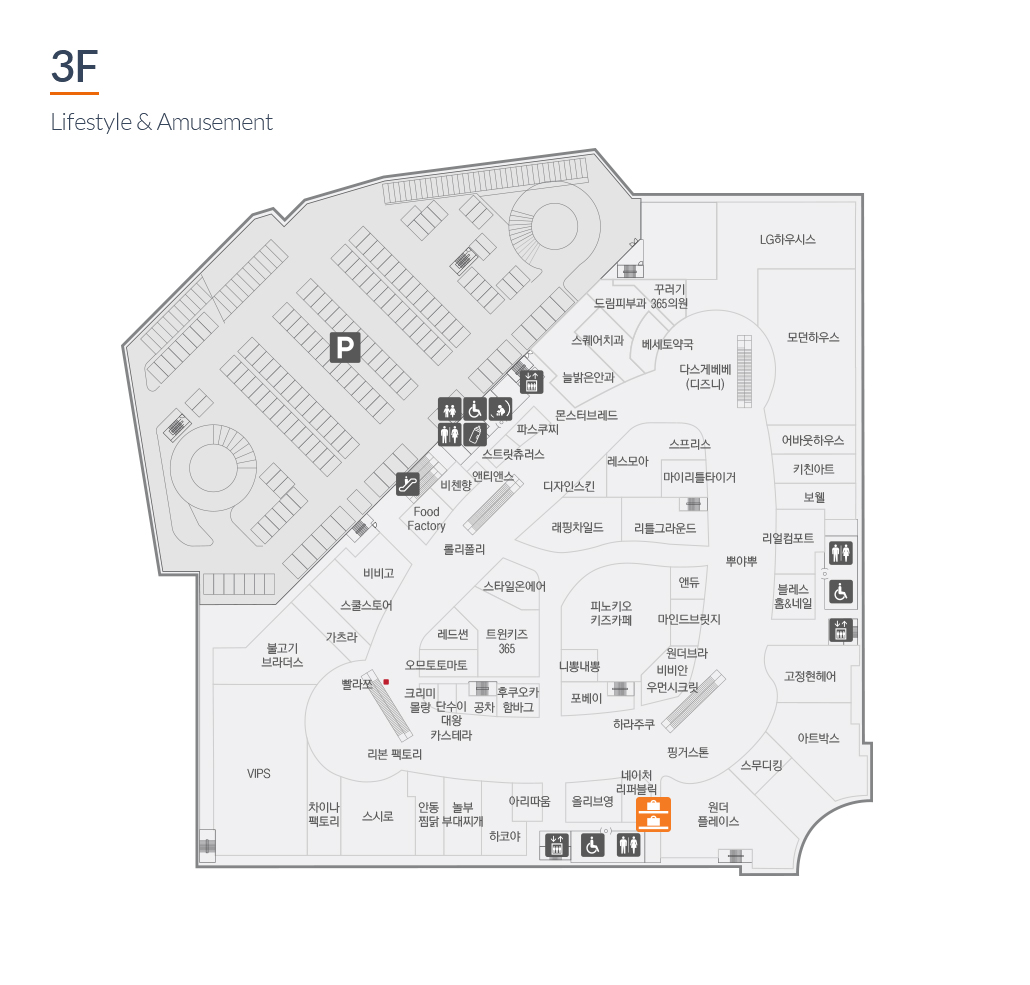 3F
Lifestyle & Amusement
LG하우시스
꾸러기
드림피부과 365의원
모던하우스
스퀘어치과
베세토약국
P
다스게베베
(디즈니)
늘밝은안과
몬스터브레드
파스쿠찌
어바웃하우스
스프리스
스트릿츄러스
레스모아
키친아트
앤티앤스
마이리틀타이거
비첸향
디자인스킨
보웰
Food
Factory
래핑차일드
리틀그라운드
리얼컴포트
롤리폴리
뿌야뿌
비비고
스타일온에어
앤듀
블레스
홈&네일
스쿨스토어
피노키오
키즈카페
마인드브릿지
가츠라
레드썬
트윈키즈
365
불고기
브라더스
원더브라
오므토토마토
니뽕내뽕
비비안
고정현헤어
빨라쪼
우먼시크릿
크리미
몰랑
단수이
대왕
카스테라
공차
후쿠오카
함바그
포베이
하라주쿠
아트박스
리본 팩토리
핑거스톤
스무디킹
VIPS
네이처
리퍼블릭
차이나
팩토리
스시로
안동
찜닭
놀부
부대찌개
아리따움
올리브영
원더
플레이스
하코야